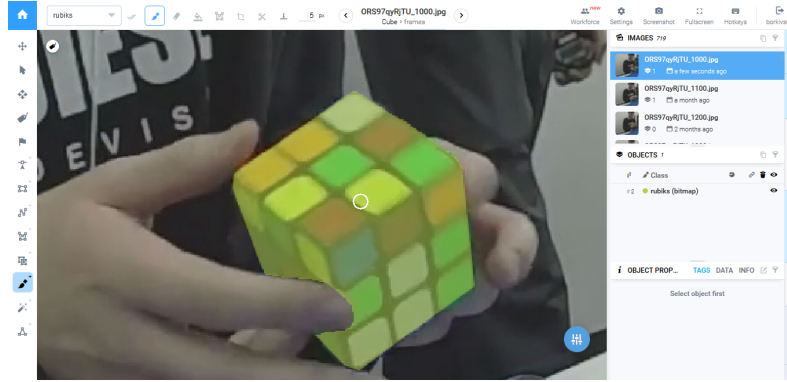 rubiks
5 px
ORS97qyRjTU_1000.jpg
Cube › frames
new
Workforce
Settings
Screenshot
Fullscreen
Hotkeys
borkiva
IMAGES 719
ORS97qyRjTU_1000.jpg
1 a few seconds ago
ORS97qyRjTU_1100.jpg
1 a month ago
ORS97qyRjTU_1200.jpg
0 2 months ago
OBJECTS 1
Class
#2 rubiks (bitmap)
OBJECT PROP... TAGS DATA INFO
Select object first
DEVIS